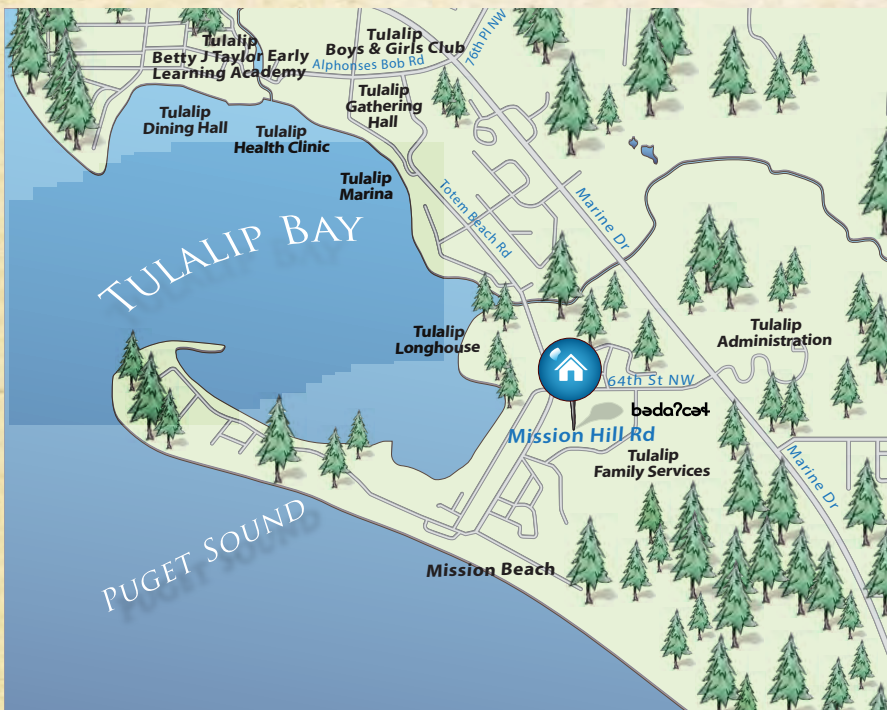 Tulalip
Betty J Taylor Early
Learning Academy
Tulalip
Boys & Girls Club
76th Pl NW
Alphonses Bob Rd
Tulalip
Gathering
Hall
Tulalip
Dining Hall
Tulalip
Health Clinic
Tulalip
Marina
Totem Beach Rd
Marine Dr
Tulalip Bay
Tulalip
Longhouse
Tulalip
Administration
64th St NW
bədaʔcəɬ
Mission Hill Rd
Tulalip
Family Services
Marine Dr
Puget Sound
Mission Beach